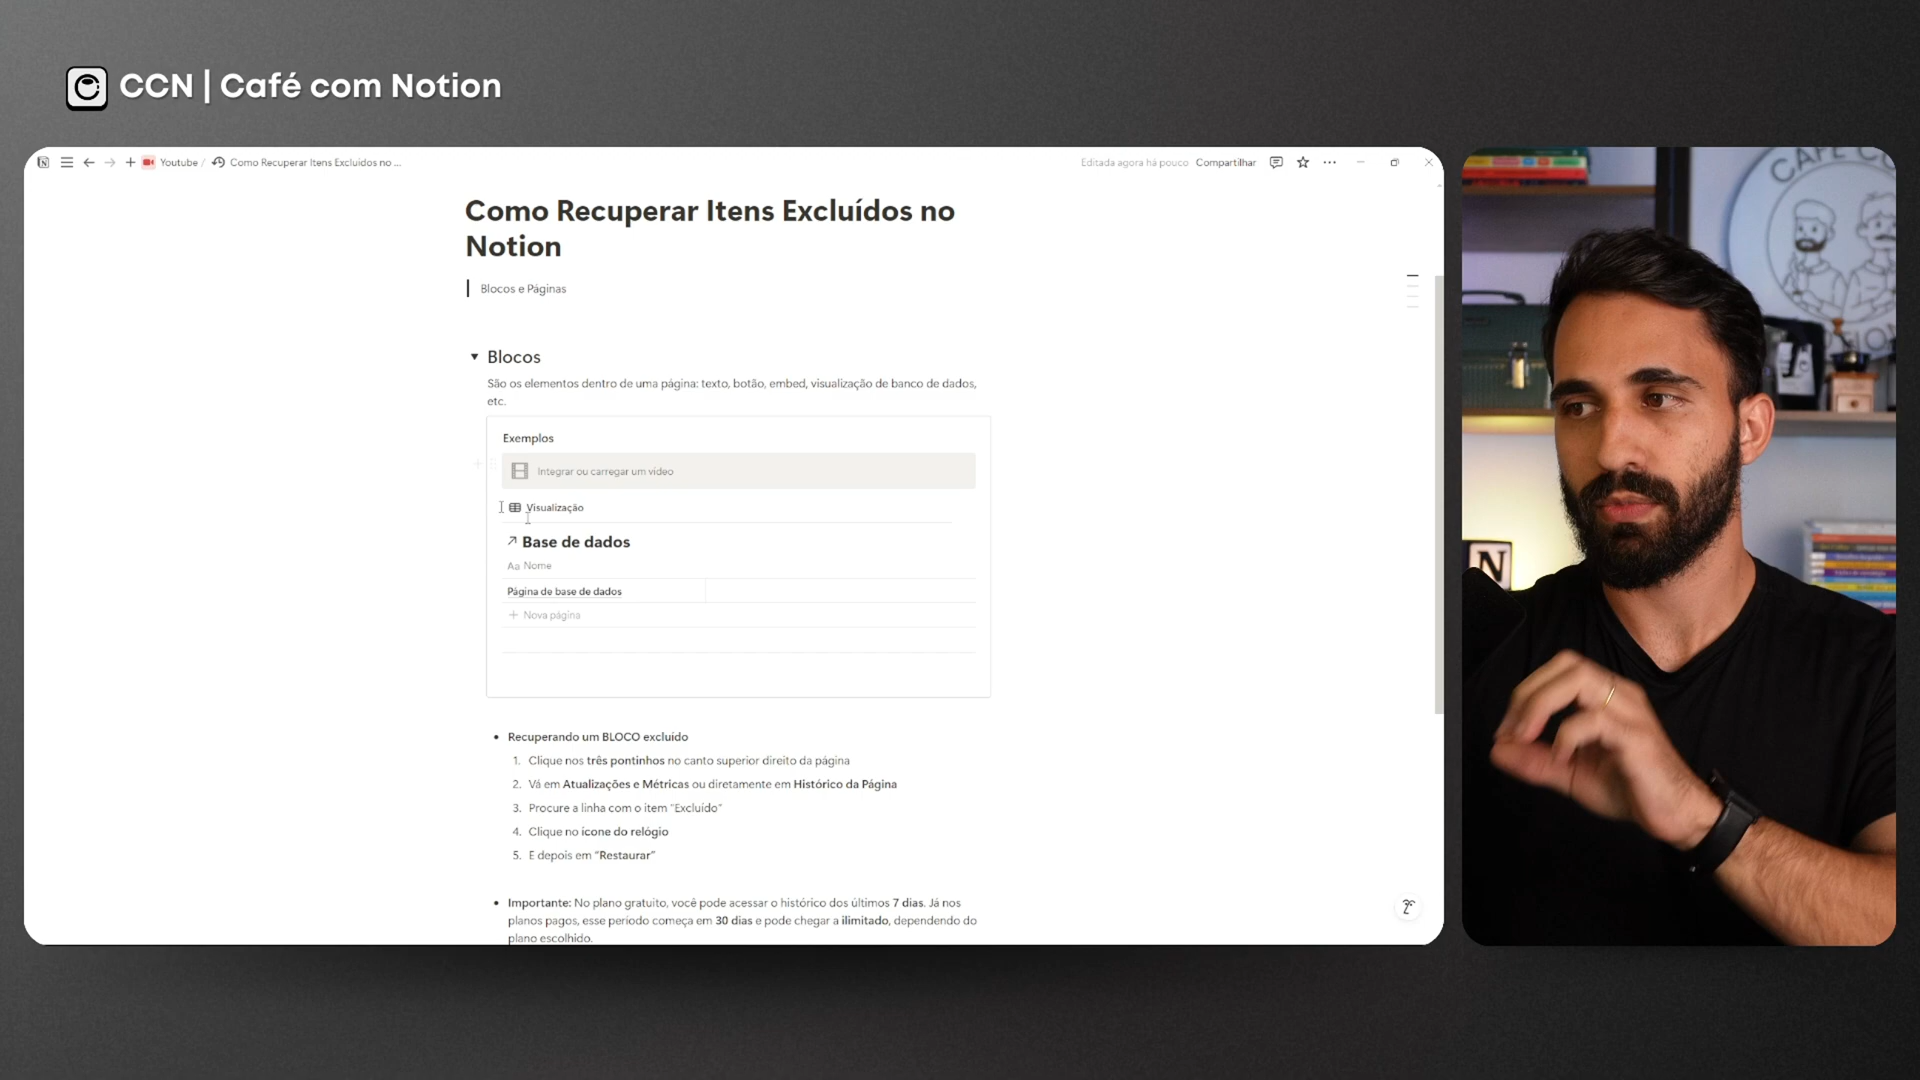 CCN | Café com Notion
Youtube / Como Recuperar Itens Excluídos no ...
Editada agora há pouco Compartilhar
Como Recuperar Itens Excluídos no
Notion
Blocos e Páginas
Blocos
São os elementos dentro de uma página: texto, botão, embed, visualização de banco de dados,
etc.
Exemplos
Integrar ou carregar um vídeo
Visualização
Base de dados
Aa Nome
Página de base de dados
+ Nova página
• Recuperando um BLOCO excluído
1. Clique nos três pontinhos no canto superior direito da página
2. Vá em Atualizações e Métricas ou diretamente em Histórico da Página
3. Procure a linha com o item "Excluído"
4. Clique no ícone do relógio
5. E depois em "Restaurar"
• Importante: No plano gratuito, você pode acessar o histórico dos últimos 7 dias. Já nos
planos pagos, esse período começa em 30 dias e pode chegar a ilimitado, dependendo do
plano escolhido.
CAFÉ CO
N